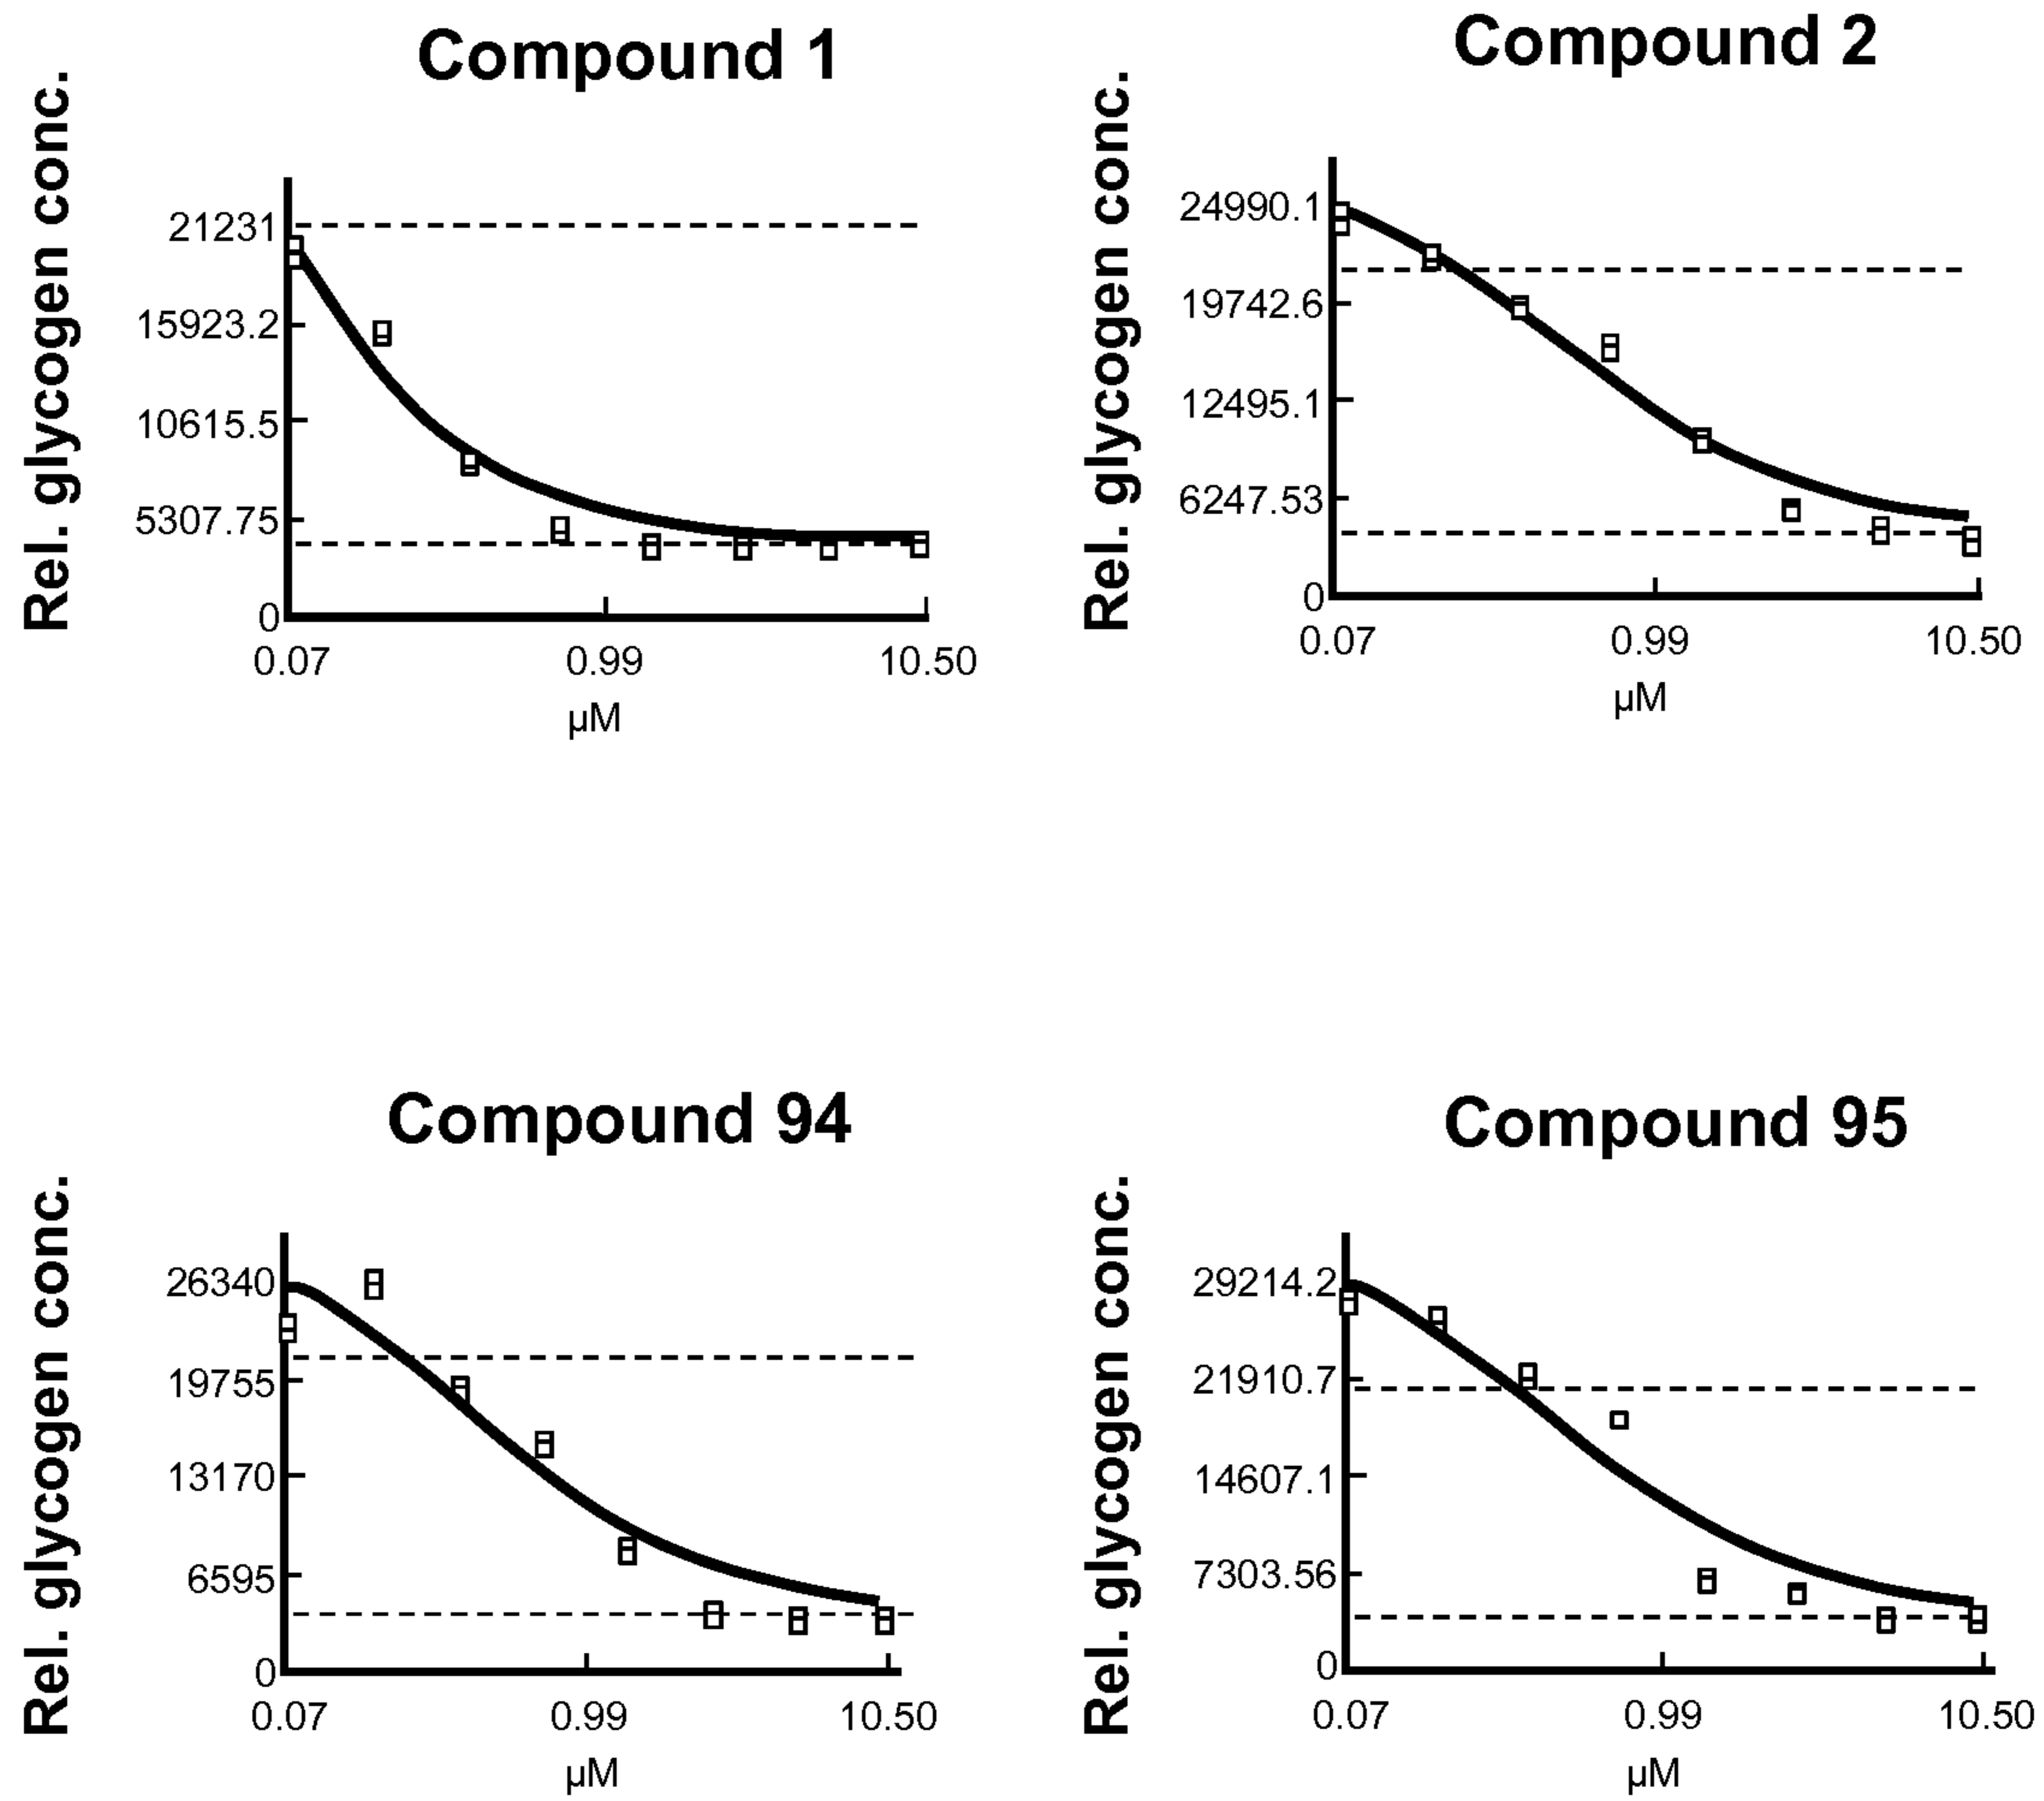 Compound 1
Rel. glycogen conc.
21231
15923.2
10615.5
5307.75
0
0.07 0.99 10.50
µM
Compound 2
Rel. glycogen conc.
24990.1
19742.6
12495.1
6247.53
0
0.07 0.99 10.50
µM
Compound 94
Rel. glycogen conc.
26340
19755
13170
6595
0
0.07 0.99 10.50
µM
Compound 95
Rel. glycogen conc.
29214.2
21910.7
14607.1
7303.56
0
0.07 0.99 10.50
µM